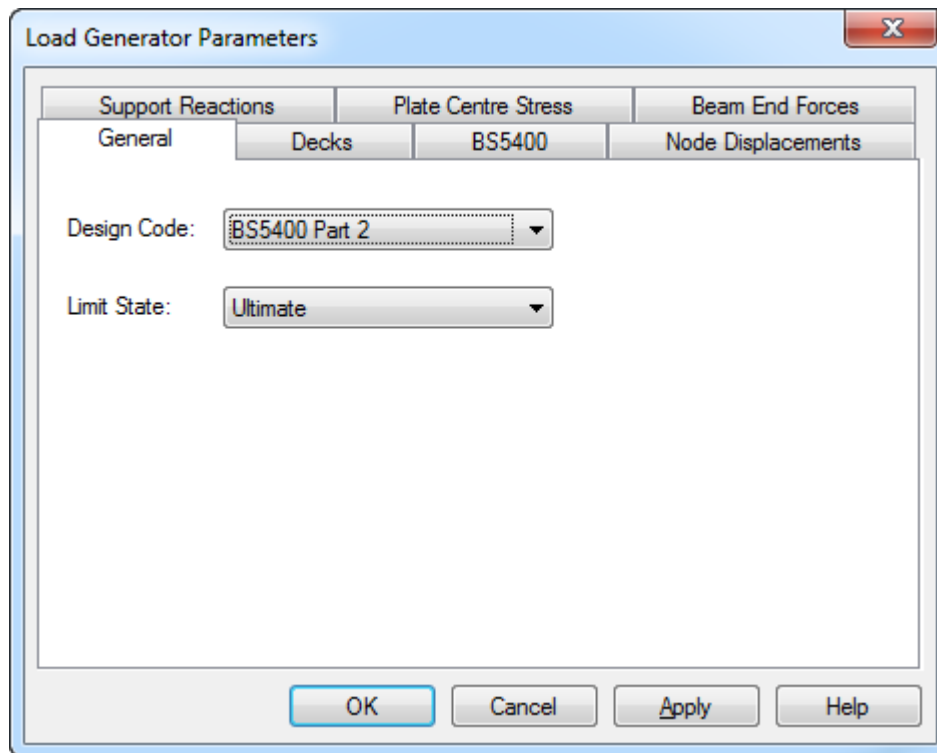 Load Generator Parameters
Support Reactions Plate Centre Stress Beam End Forces
General Decks BS5400 Node Displacements
Design Code: BS5400 Part 2
Limit State: Ultimate
OK Cancel Apply Help